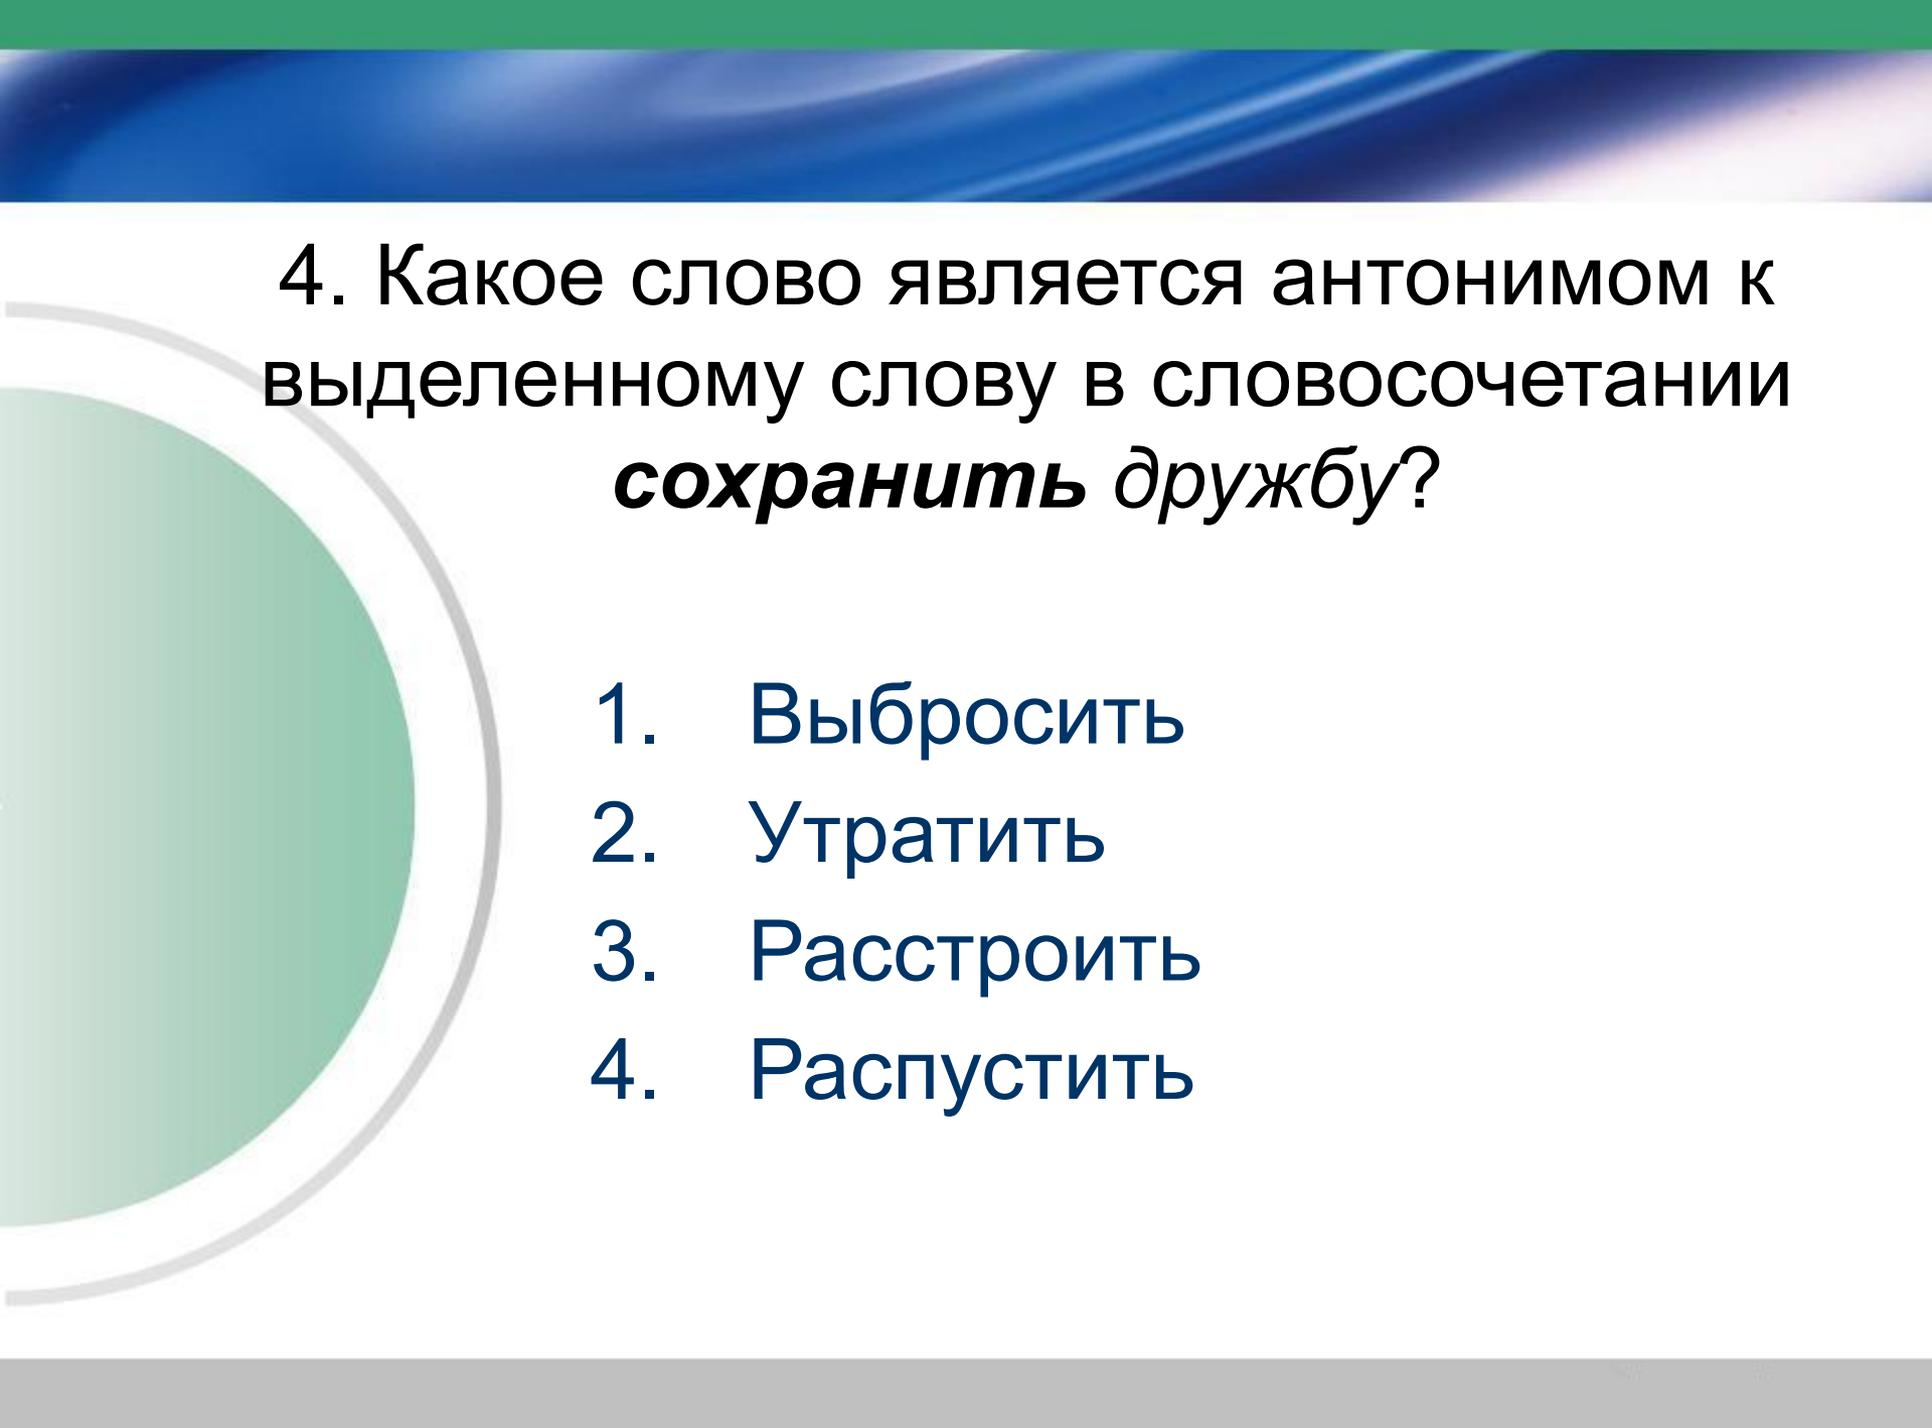 4. Какое слово является антонимом к
выделенному слову в словосочетании
сохранить дружбу?
1. Выбросить
2. Утратить
3. Расстроить
4. Распустить